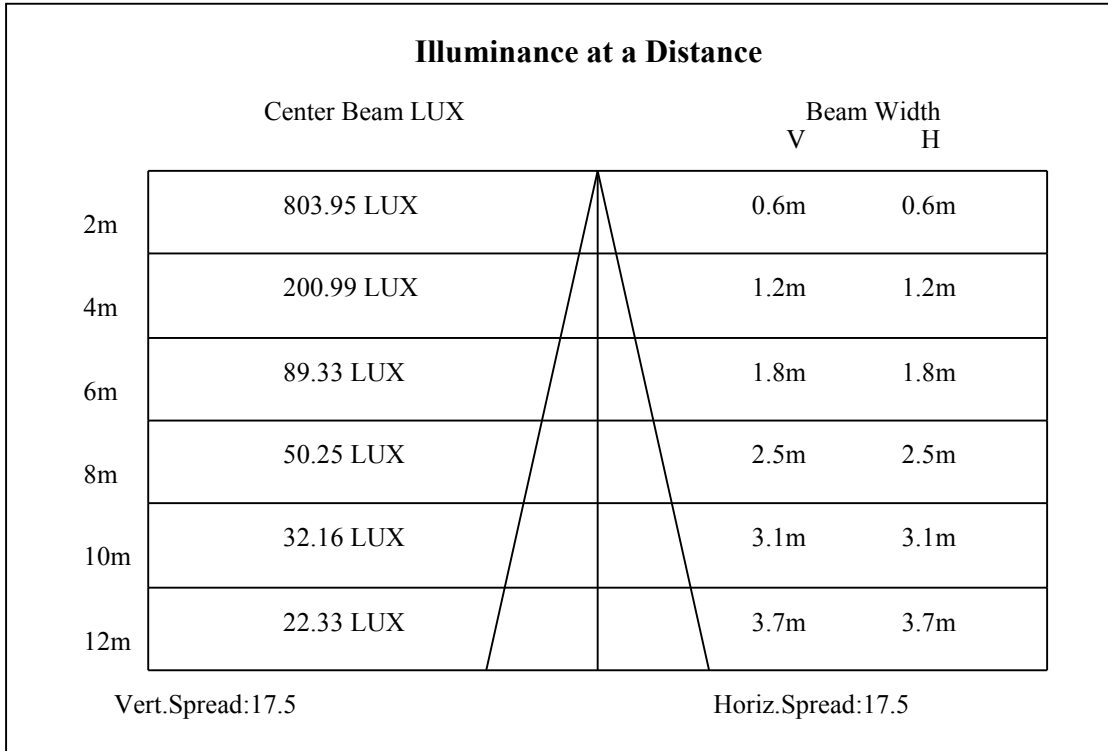 Illuminance at a Distance
Center Beam LUX Beam Width
V H
2m 803.95 LUX 0.6m 0.6m
4m 200.99 LUX 1.2m 1.2m
6m 89.33 LUX 1.8m 1.8m
8m 50.25 LUX 2.5m 2.5m
10m 32.16 LUX 3.1m 3.1m
12m 22.33 LUX 3.7m 3.7m
Vert.Spread:17.5 Horiz.Spread:17.5